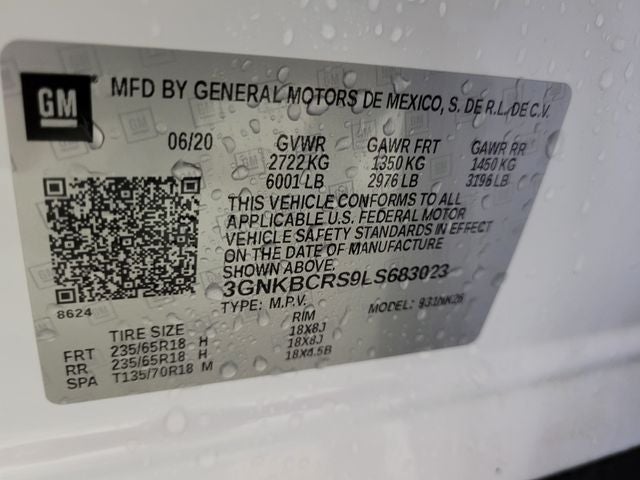 GM
MFD BY GENERAL MOTORS DE MEXICO, S. DE R.L. DE C.V.
06/20 GVWR GAWR FRT GAWR RR
2722 KG 1350 KG 1450 KG
6001 LB 2976 LB 3196 LB
THIS VEHICLE CONFORMS TO ALL
APPLICABLE U.S. FEDERAL MOTOR
VEHICLE SAFETY STANDARDS IN EFFECT
ON THE DATE OF MANUFACTURE
SHOWN ABOVE.
3GNKBCRS9LS683023
TYPE: M.P.V. MODEL:
8624
TIRE SIZE RIM
FRT 235/65R18 H 18X8J
RR 235/65R18 H 18X8J
SPA T135/70R18 M 18X4.5B